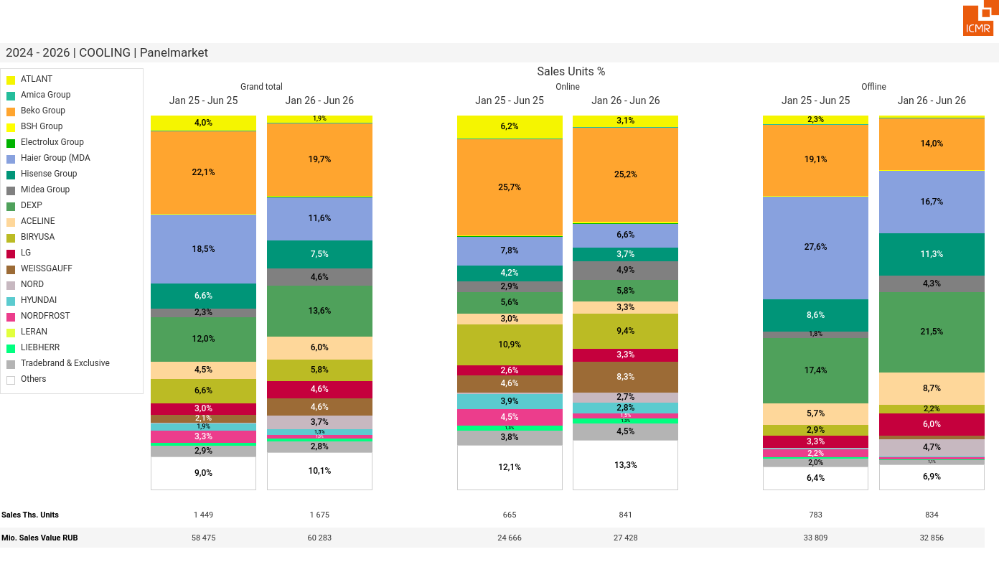 ICMR
2024 - 2026 | COOLING | Panelmarket
Sales Units %
Grand total
Online
Offline
Jan 25 - Jun 25
Jan 26 - Jun 26
Jan 25 - Jun 25
Jan 26 - Jun 26
Jan 25 - Jun 25
Jan 26 - Jun 26
ATLANT
Amica Group
Beko Group
BSH Group
Electrolux Group
Haier Group (MDA
Hisense Group
Midea Group
DEXP
ACELINE
BIRYUSA
LG
WEISSGAUFF
NORD
HYUNDAI
NORDFROST
LERAN
LIEBHERR
Tradebrand & Exclusive
Others
4,0%
22,1%
18,5%
6,6%
2,3%
12,0%
4,5%
6,6%
3,0%
2,1%
1,9%
3,3%
2,9%
9,0%
1,9%
19,7%
11,6%
7,5%
4,6%
13,6%
6,0%
5,8%
4,6%
4,6%
3,7%
1,5%
2,8%
10,1%
6,2%
25,7%
7,8%
4,2%
2,9%
5,6%
3,0%
10,9%
2,6%
4,6%
3,9%
4,5%
1,3%
3,8%
12,1%
3,1%
25,2%
6,6%
3,7%
4,9%
5,8%
3,3%
9,4%
3,3%
8,3%
2,7%
2,8%
1,5%
1,3%
4,5%
13,3%
2,3%
19,1%
27,6%
8,6%
1,8%
17,4%
5,7%
2,9%
3,3%
2,2%
2,0%
6,4%
14,0%
16,7%
11,3%
4,3%
21,5%
8,7%
2,2%
6,0%
4,7%
1,1%
6,9%
Sales Ths. Units 1 449 1 675 665 841 783 834
Mio. Sales Value RUB 58 475 60 283 24 666 27 428 33 809 32 856